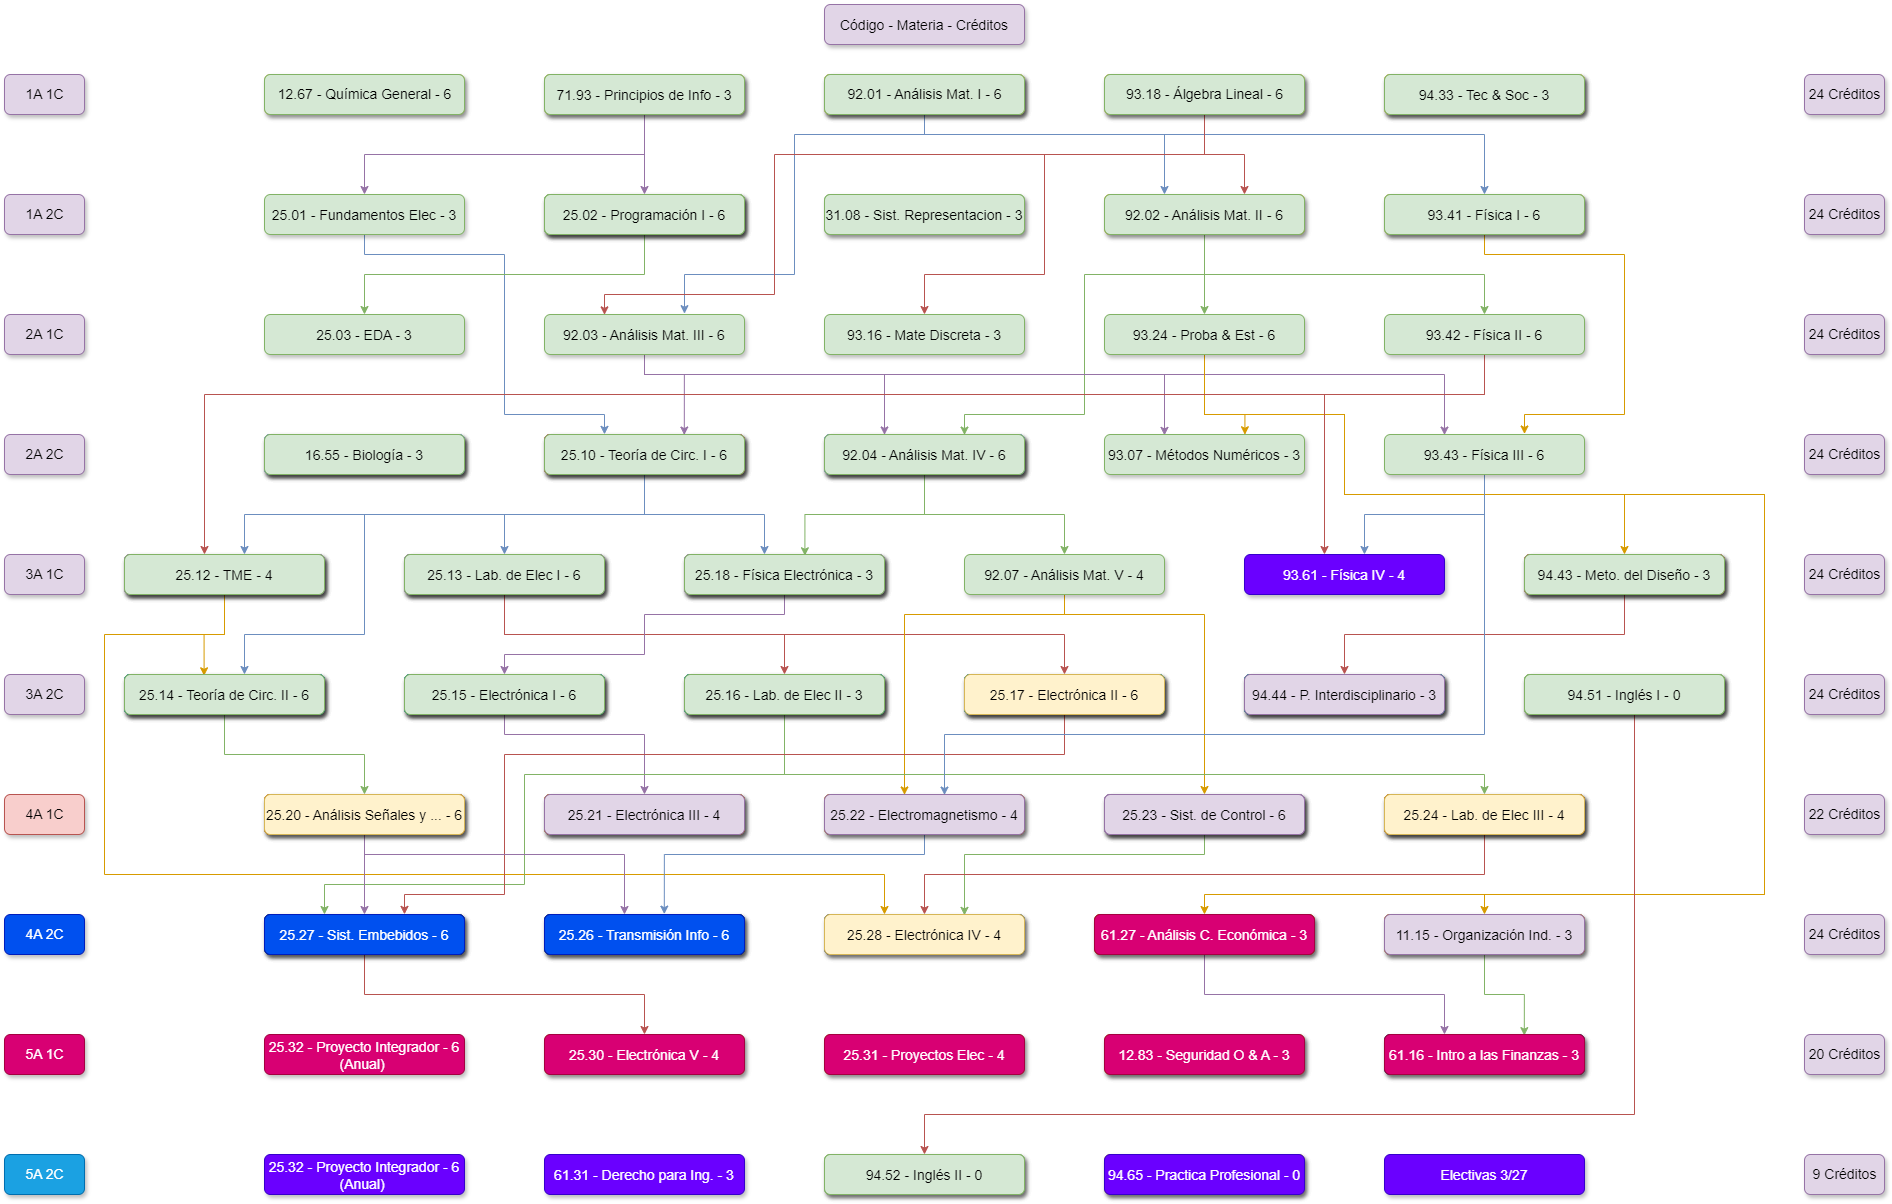 Código - Materia - Créditos
1A 1C
12.67 - Química General - 6
71.93 - Principios de Info - 3
92.01 - Análisis Mat. I - 6
93.18 - Álgebra Lineal - 6
94.33 - Tec & Soc - 3
24 Créditos
1A 2C
25.01 - Fundamentos Elec - 3
25.02 - Programación I - 6
31.08 - Sist. Representacion - 3
92.02 - Análisis Mat. II - 6
93.41 - Física I - 6
24 Créditos
2A 1C
25.03 - EDA - 3
92.03 - Análisis Mat. III - 6
93.16 - Mate Discreta - 3
93.24 - Proba & Est - 6
93.42 - Física II - 6
24 Créditos
2A 2C
16.55 - Biología - 3
25.10 - Teoría de Circ. I - 6
92.04 - Análisis Mat. IV - 6
93.07 - Métodos Numéricos - 3
93.43 - Física III - 6
24 Créditos
3A 1C
25.12 - TME - 4
25.13 - Lab. de Elec I - 6
25.18 - Física Electrónica - 3
92.07 - Análisis Mat. V - 4
93.61 - Física IV - 4
94.43 - Meto. del Diseño - 3
24 Créditos
3A 2C
25.14 - Teoría de Circ. II - 6
25.15 - Electrónica I - 6
25.16 - Lab. de Elec II - 3
25.17 - Electrónica II - 6
94.44 - P. Interdisciplinario - 3
94.51 - Inglés I - 0
24 Créditos
4A 1C
25.20 - Análisis Señales y ... - 6
25.21 - Electrónica III - 4
25.22 - Electromagnetismo - 4
25.23 - Sist. de Control - 6
25.24 - Lab. de Elec III - 4
22 Créditos
4A 2C
25.27 - Sist. Embebidos - 6
25.26 - Transmisión Info - 6
25.28 - Electrónica IV - 4
61.27 - Análisis C. Económica - 3
11.15 - Organización Ind. - 3
24 Créditos
5A 1C
25.32 - Proyecto Integrador - 6
(Anual)
25.30 - Electrónica V - 4
25.31 - Proyectos Elec - 4
12.83 - Seguridad O & A - 3
61.16 - Intro a las Finanzas - 3
20 Créditos
5A 2C
25.32 - Proyecto Integrador - 6
(Anual)
61.31 - Derecho para Ing. - 3
94.52 - Inglés II - 0
94.65 - Practica Profesional - 0
Electivas 3/27
9 Créditos